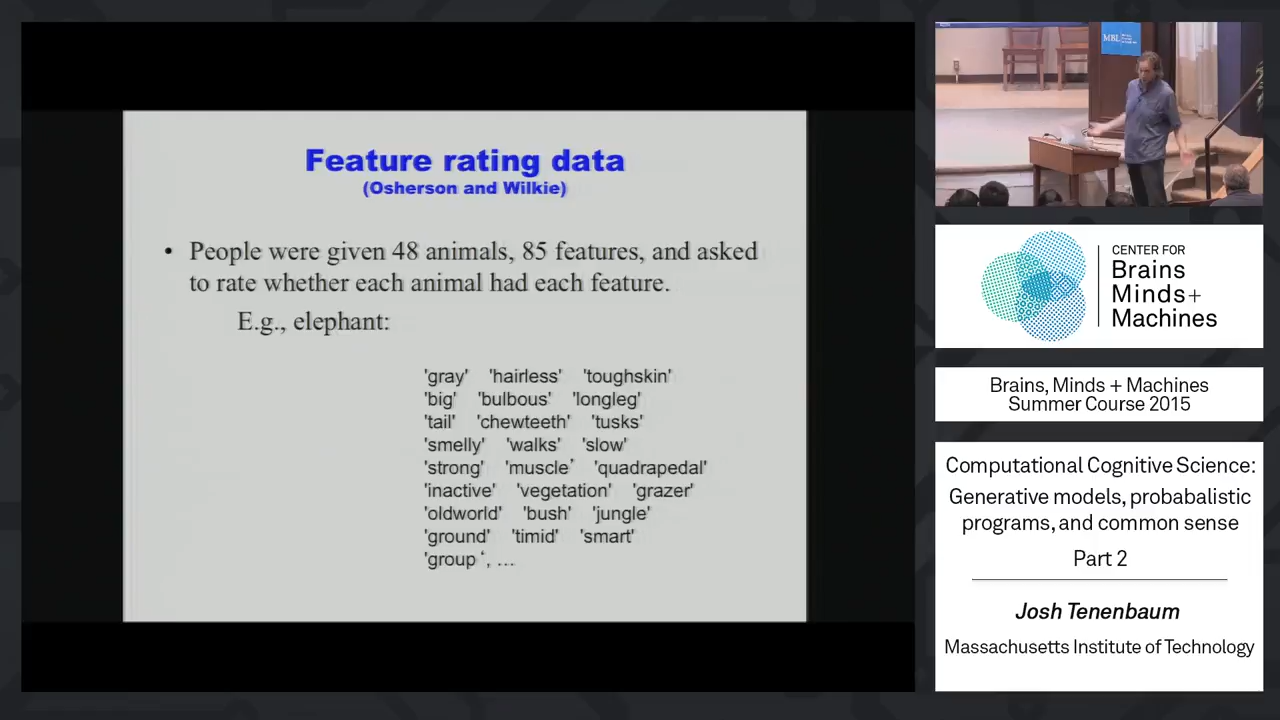 Feature rating data
(Osherson and Wilkie)
• People were given 48 animals, 85 features, and asked
to rate whether each animal had each feature.
E.g., elephant:
'gray' 'hairless' 'toughskin'
'big' 'bulbous' 'longleg'
'tail' 'chewteeth' 'tusks'
'smelly' 'walks' 'slow'
'strong' 'muscle’ 'quadrapedal'
'inactive' 'vegetation' 'grazer'
'oldworld' 'bush' 'jungle'
'ground' 'timid' 'smart'
'group ‘, …
MBL
CENTER FOR
Brains
Minds+
Machines
Brains, Minds + Machines
Summer Course 2015
Computational Cognitive Science:
Generative models, probabalistic
programs, and common sense
Part 2
Josh Tenenbaum
Massachusetts Institute of Technology